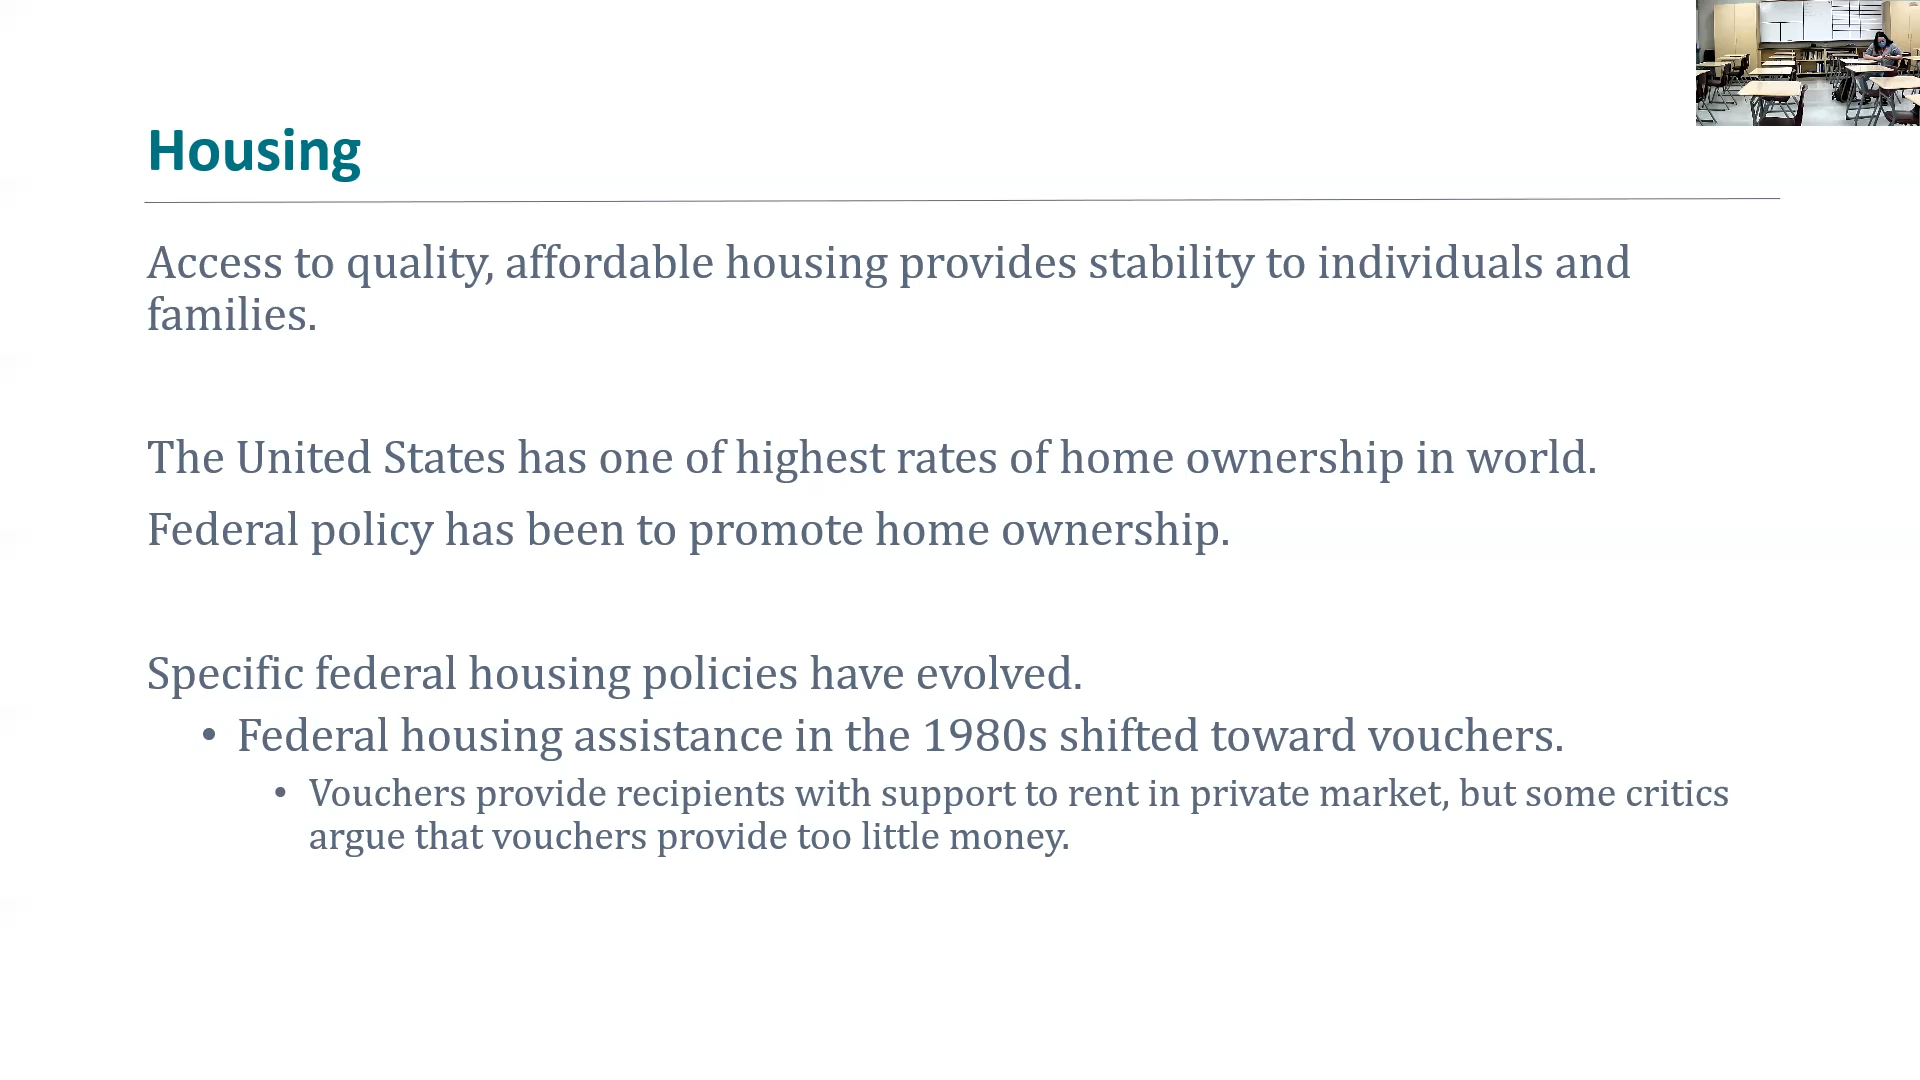 Housing
Access to quality, affordable housing provides stability to individuals and
families.
The United States has one of highest rates of home ownership in world.
Federal policy has been to promote home ownership.
Specific federal housing policies have evolved.
• Federal housing assistance in the 1980s shifted toward vouchers.
• Vouchers provide recipients with support to rent in private market, but some critics
argue that vouchers provide too little money.